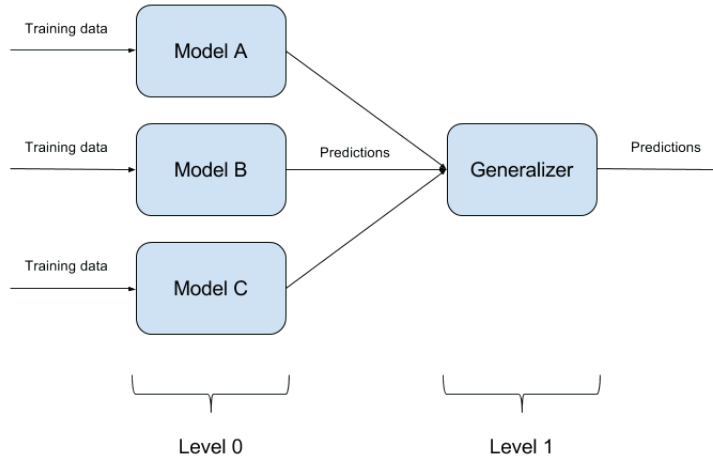 Training data
Model A
Training data
Model B
Predictions
Generalizer
Predictions
Training data
Model C
Level 0
Level 1